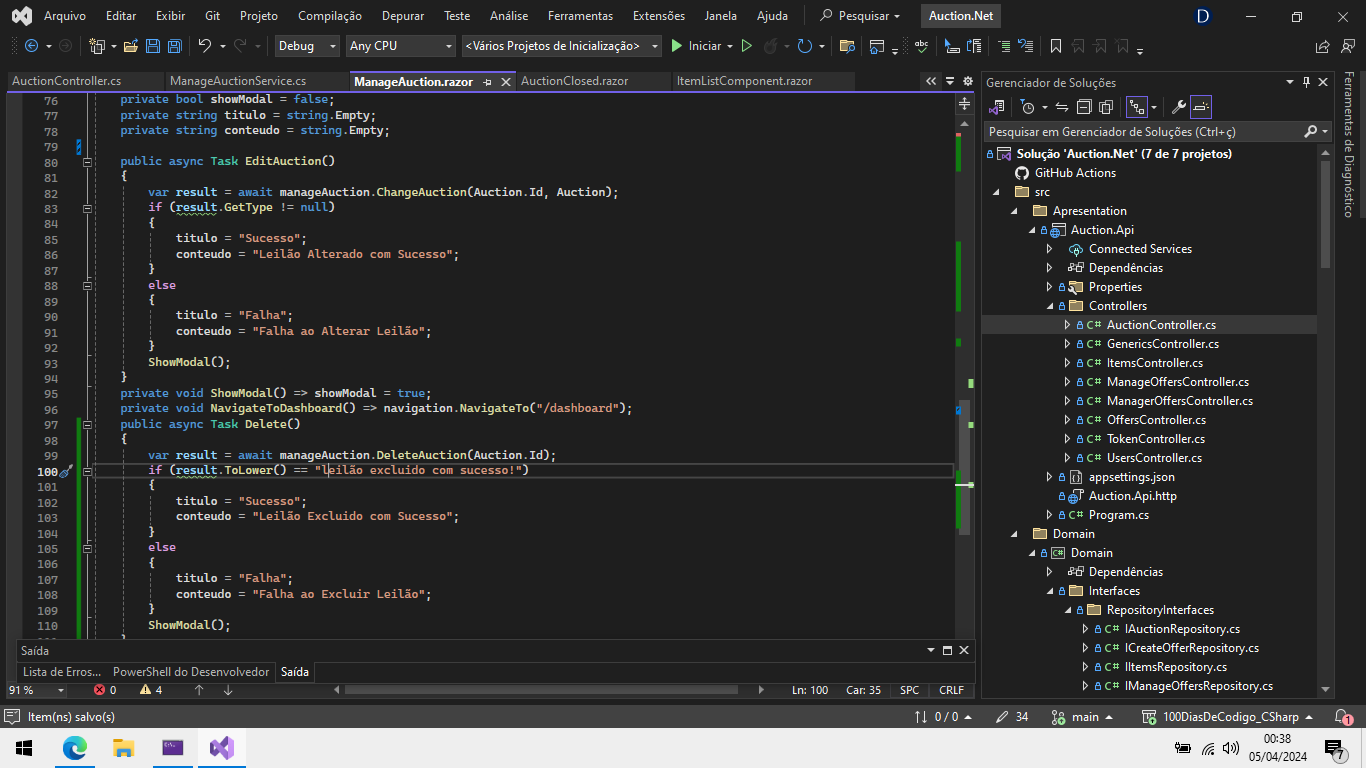 Arquivo Editar Exibir Git Projeto Compilação Depurar Teste Análise Ferramentas Extensões Janela Ajuda Pesquisar Auction.Net D
Debug Any CPU <Vários Projetos de Inicialização> Iniciar
AuctionController.cs ManageAuctionService.cs ManageAuction.razor AuctionClosed.razor ItemListComponent.razor
76 private bool showModal = false;
77 private string titulo = string.Empty;
78 private string conteudo = string.Empty;
79
80 public async Task EditAuction()
81 {
82 var result = await manageAuction.ChangeAuction(Auction.Id, Auction);
83 if (result.GetType != null)
84 {
85 titulo = "Sucesso";
86 conteudo = "Leilão Alterado com Sucesso";
87 }
88 else
89 {
90 titulo = "Falha";
91 conteudo = "Falha ao Alterar Leilão";
92 }
93 ShowModal();
94 }
95 private void ShowModal() => showModal = true;
96 private void NavigateToDashboard() => navigation.NavigateTo("/dashboard");
97 public async Task Delete()
98 {
99 var result = await manageAuction.DeleteAuction(Auction.Id);
100 if (result.ToLower() == "leilão excluido com sucesso!")
101 {
102 titulo = "Sucesso";
103 conteudo = "Leilão Excluido com Sucesso";
104 }
105 else
106 {
107 titulo = "Falha";
108 conteudo = "Falha ao Excluir Leilão";
109 }
110 ShowModal();
Saída
Lista de Erros... PowerShell do Desenvolvedor Saída
91 % 0 4 Ln: 100 Car: 35 SPC CRLF
Gerenciador de Soluções
Pesquisar em Gerenciador de Soluções (Ctrl+ç)
Solução 'Auction.Net' (7 de 7 projetos)
GitHub Actions
src
Apresentation
Auction.Api
Connected Services
Dependências
Properties
Controllers
C# AuctionController.cs
C# GenericsController.cs
C# ItemsController.cs
C# ManageOffersController.cs
C# ManagerOffersController.cs
C# OffersController.cs
C# TokenController.cs
C# UsersController.cs
appsettings.json
Auction.Api.http
C# Program.cs
Domain
C# Domain
Dependências
Interfaces
RepositoryInterfaces
C# IAuctionRepository.cs
C# ICreateOfferRepository.cs
C# IItemsRepository.cs
C# IManageOffersRepository.cs
Ferramentas de Diagnóstico
Item(ns) salvo(s) 0 / 0 34 main 100DiasDeCodigo_CSharp 1
00:38
05/04/2024
7